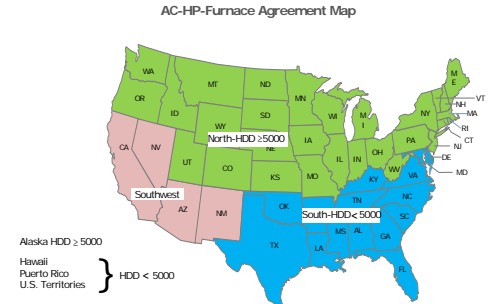 AC-HP-Furnace Agreement Map
WA
MT
ND
MN
ME
VT
NH
MA
OR
ID
SD
WI
MI
NY
RI
CT
WY
North-HDD ≥5000
NE
IA
PA
NJ
CA
NV
UT
CO
IL
IN
OH
WV
DE
MD
KS
MO
KY
VA
Southwest
AZ
NM
OK
TN
NC
South-HDD< 5000
SC
TX
LA
MS
AL
GA
FL
Alaska HDD ≥ 5000
Hawaii
Puerto Rico
U.S. Territories
} HDD < 5000